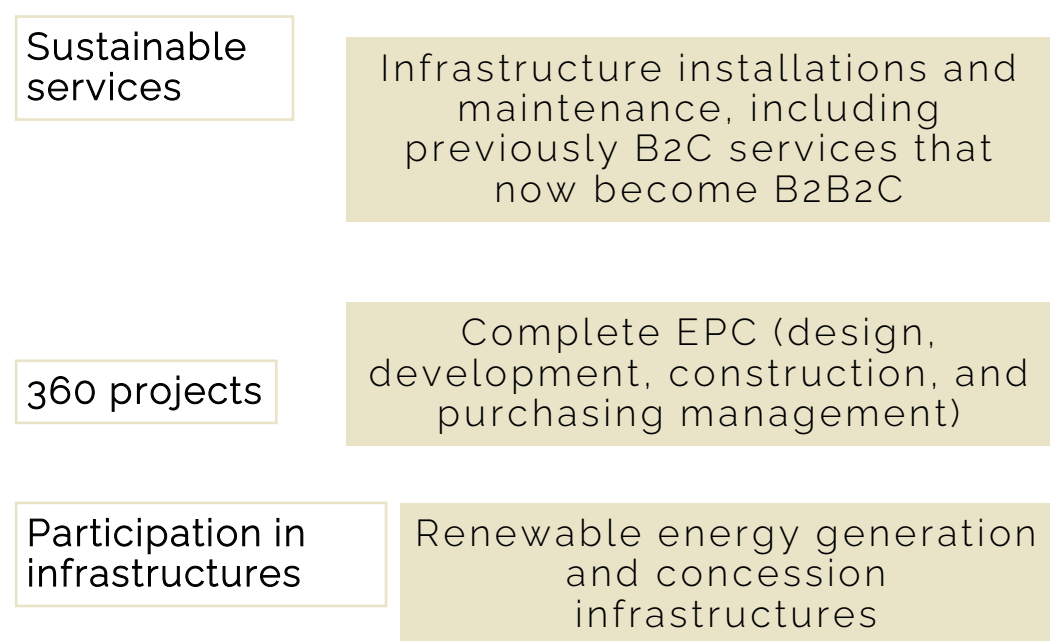 Sustainable
services
Infrastructure installations and
maintenance, including
previously B2C services that
now become B2B2C
360 projects
Complete EPC (design,
development, construction, and
purchasing management)
Participation in
infrastructures
Renewable energy generation
and concession
infrastructures